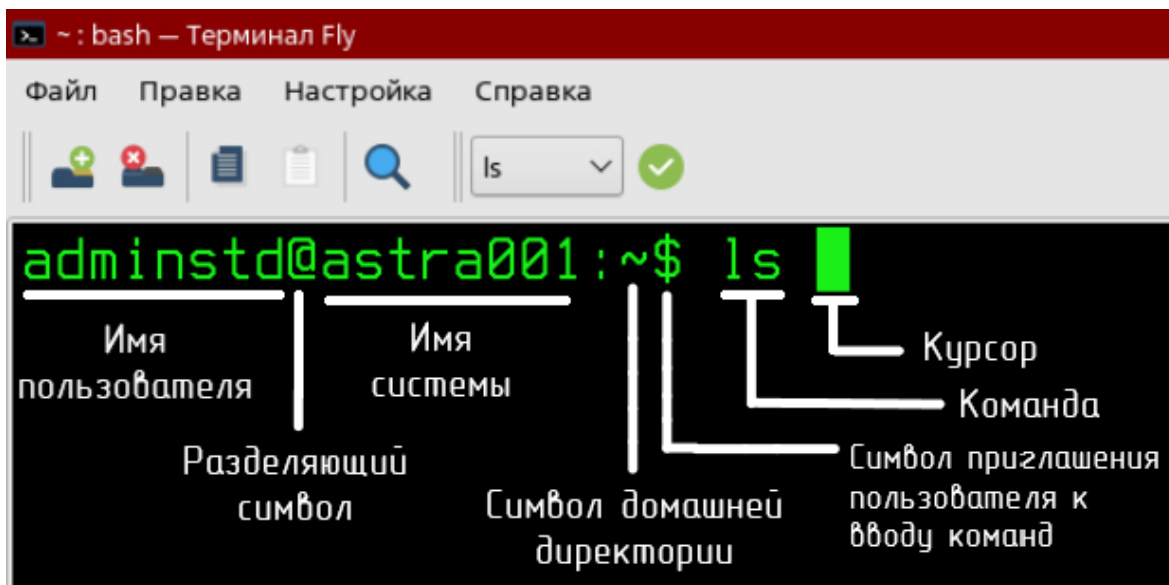 ~ : bash — Терминал Fly
Файл Правка Настройка Справка
ls
adminstd@astra001:~$ ls
Имя
пользователя
Имя
системы
Курсор
Команда
Разделяющий
символ
Символ домашней
директории
Символ приглашения
пользователя к
вводу команд